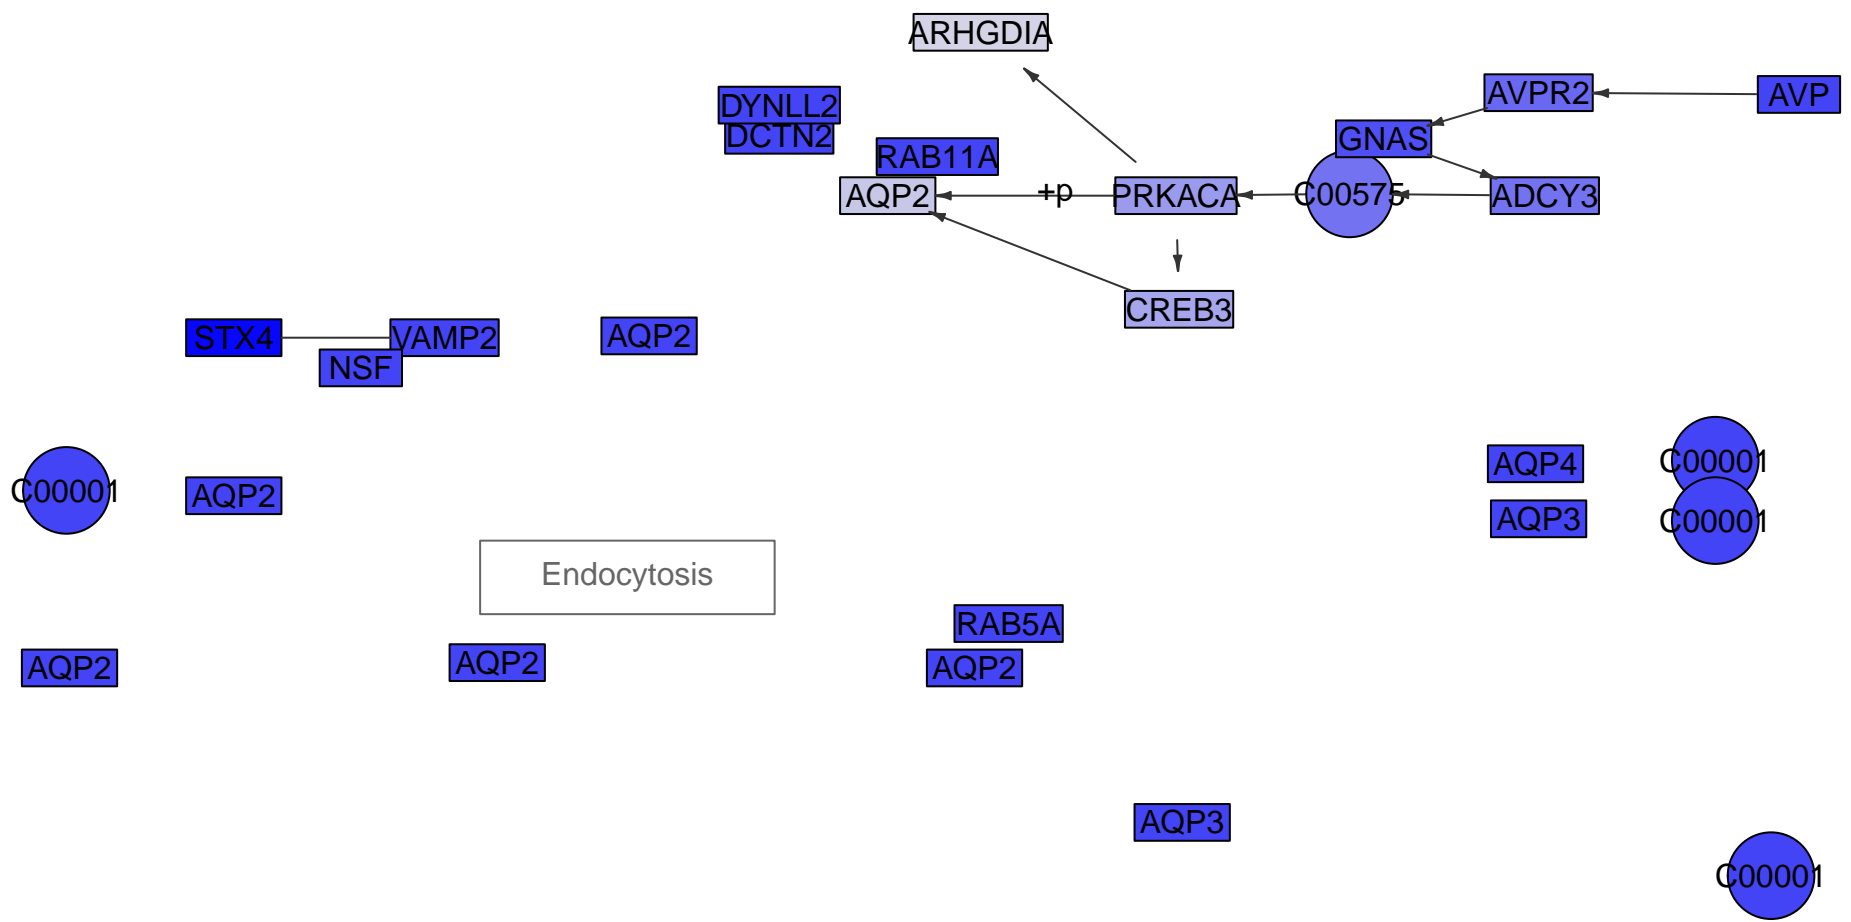 ARHGDIA
DYNLL2
DCTN2
RAB11A
AQP2
+p
PRKACA
C00575
GNAS
AVPR2
AVP
ADCY3
CREB3
STX4
VAMP2
NSF
AQP2
C00001
AQP2
AQP4
C00001
AQP3
C00001
Endocytosis
RAB5A
AQP2
AQP2
AQP2
AQP3
C00001